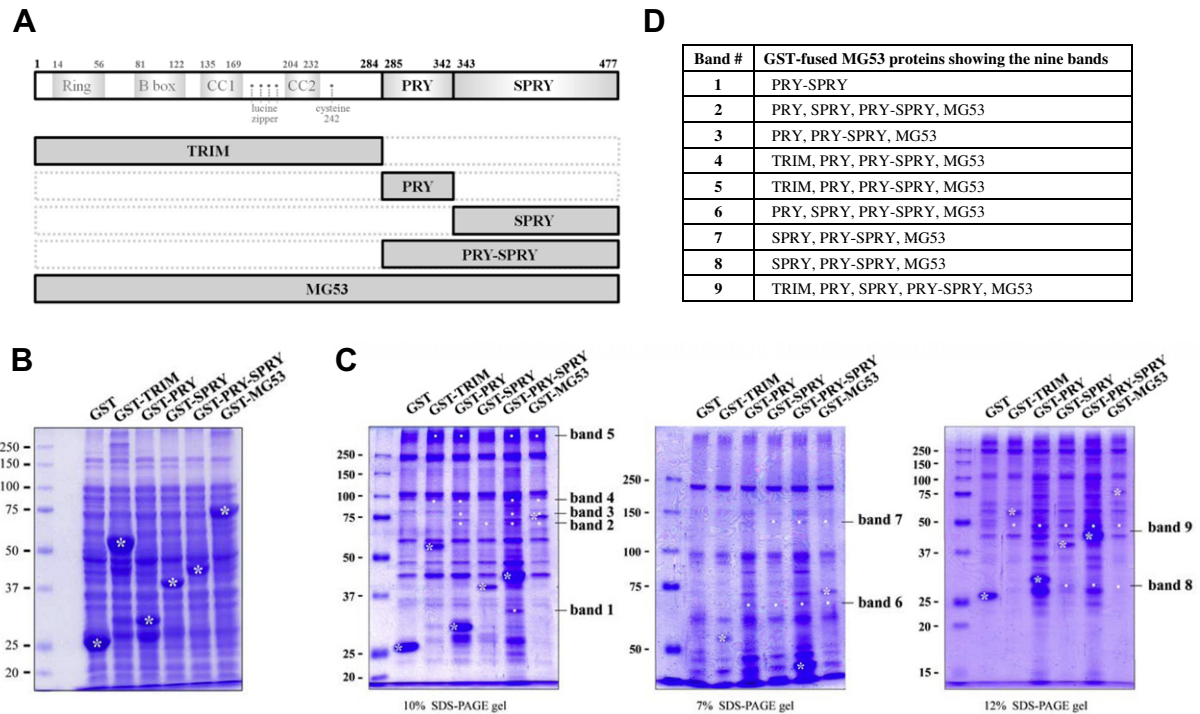 A
1 14 56 81 122 135 169 204 232 284 285 342 343 477
Ring B box CC1 CC2 PRY SPRY
lucine
zipper
cysteine
242
TRIM
PRY
SPRY
PRY-SPRY
MG53
D
Band # GST-fused MG53 proteins showing the nine bands
1 PRY-SPRY
2 PRY, SPRY, PRY-SPRY, MG53
3 PRY, PRY-SPRY, MG53
4 TRIM, PRY, PRY-SPRY, MG53
5 TRIM, PRY, PRY-SPRY, MG53
6 PRY, SPRY, PRY-SPRY, MG53
7 SPRY, PRY-SPRY, MG53
8 SPRY, PRY-SPRY, MG53
9 TRIM, PRY, SPRY, PRY-SPRY, MG53
B
GST GST-TRIM GST-PRY GST-SPRY GST-PRY-SPRY GST-MG53
250
150
100
75
50
37
25
20
C
GST GST-TRIM GST-PRY GST-SPRY GST-PRY-SPRY GST-MG53
250
150
100
75
50
37
25
20
band 5
band 4
band 3
band 2
band 1
10% SDS-PAGE gel
GST GST-TRIM GST-PRY GST-SPRY GST-PRY-SPRY GST-MG53
250
150
100
75
50
band 7
band 6
7% SDS-PAGE gel
GST GST-TRIM GST-PRY GST-SPRY GST-PRY-SPRY GST-MG53
250
150
100
75
50
37
25
20
15
band 9
band 8
12% SDS-PAGE gel